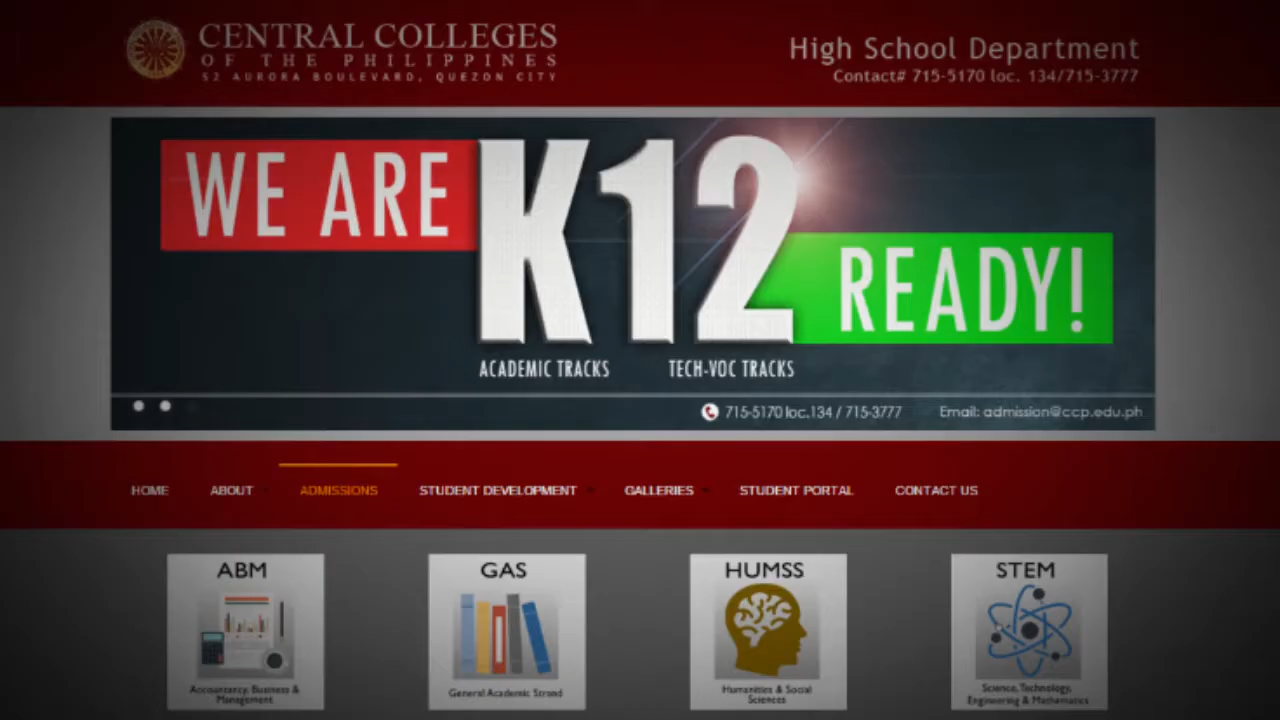 CENTRAL COLLEGES
OF THE PHILIPPINES
52 AURORA BOULEVARD, QUEZON CITY
High School Department
Contact# 715-5170 loc. 134/715-3777
WE ARE K12 READY!
ACADEMIC TRACKS TECH-VOC TRACKS
715-5170 loc.134 / 715-3777 Email: admission@ccp.edu.ph
HOME ABOUT ADMISSIONS STUDENT DEVELOPMENT GALLERIES STUDENT PORTAL CONTACT US
ABM
Accountancy, Business &
Management
GAS
General Academic Strand
HUMSS
Humanities & Social
Sciences
STEM
Science, Technology,
Engineering & Mathematics